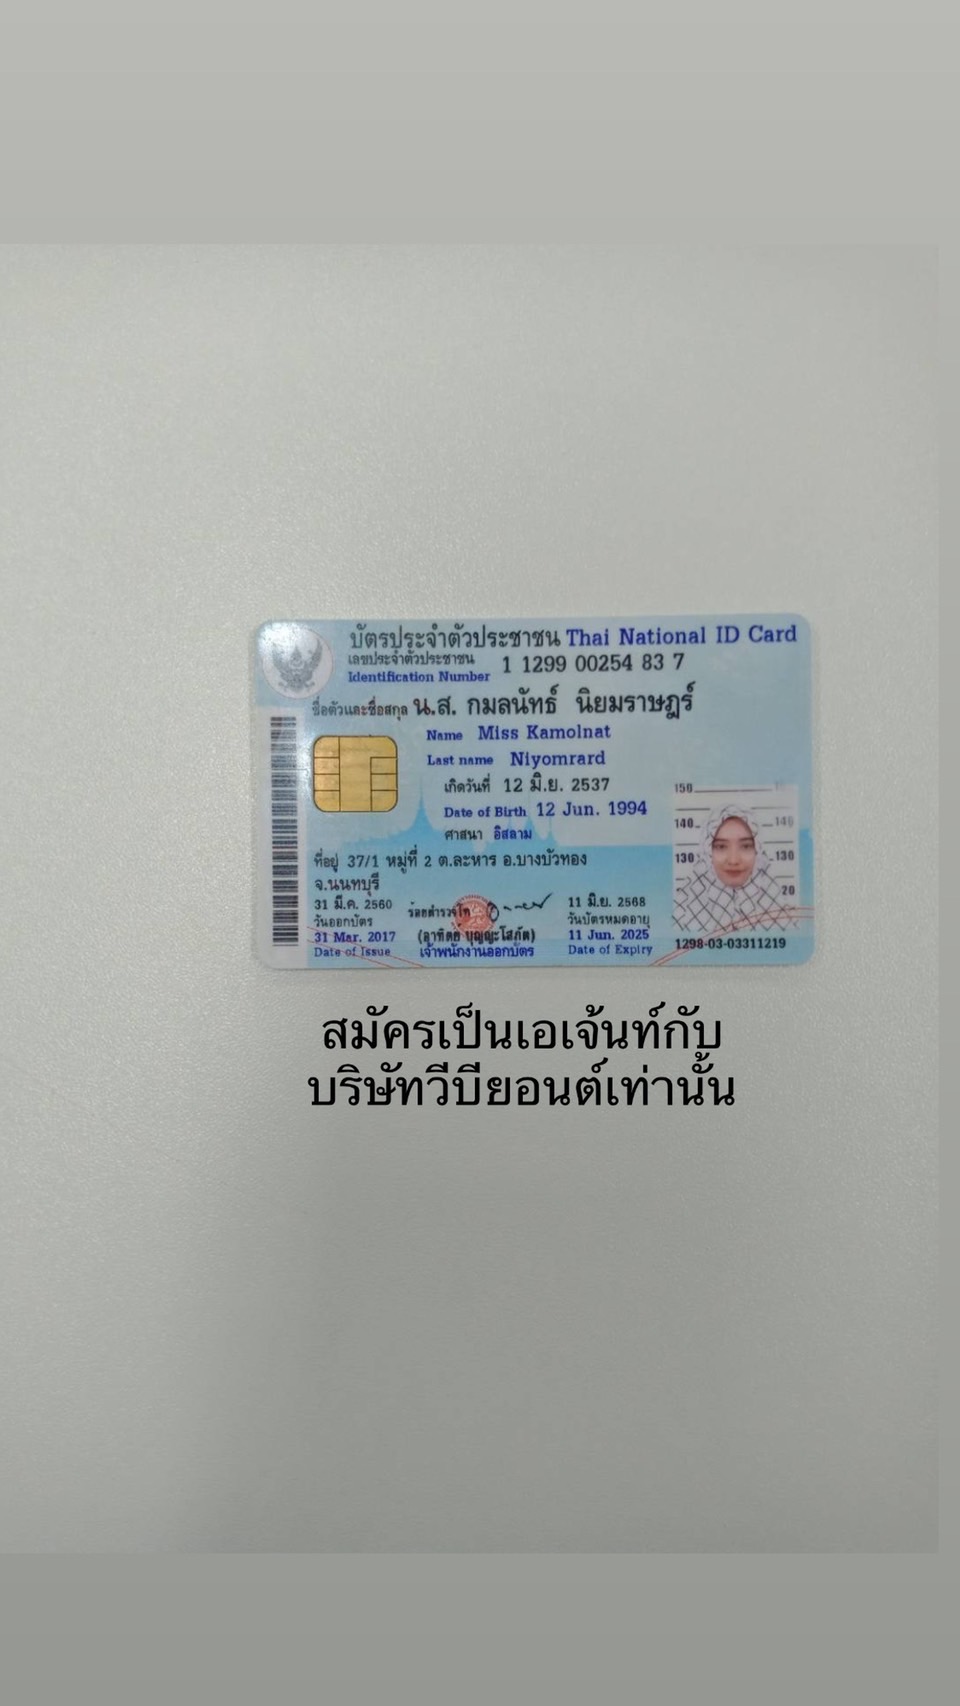 บัตรประจำตัวประชาชน Thai National ID Card
เลขประจำตัวประชาชน 1 1299 00254 83 7
Identification Number
ชื่อตัวและชื่อสกุล น.ส. กมลนัทธ์ นิยมราษฎร์
Name Miss Kamolnat
Last name Niyomrard
เกิดวันที่ 12 มิ.ย. 2537
Date of Birth 12 Jun. 1994
ศาสนา อิสลาม
ที่อยู่ 37/1 หมู่ที่ 2 ต.ละหาร อ.บางบัวทอง
จ.นนทบุรี
31 มี.ค. 2560
วันออกบัตร
31 Mar. 2017
Date of Issue
ร้อยตำรวจโท
(อาทิตย์ บุญญะโสภัต)
เจ้าพนักงานออกบัตร
11 มิ.ย. 2568
วันบัตรหมดอายุ
11 Jun. 2025
Date of Expiry
150
140 140
130 130
20
1298-03-03311219
สมัครเป็นเอเจ้นท์กับ
บริษัทวีบียอนต์เท่านั้น